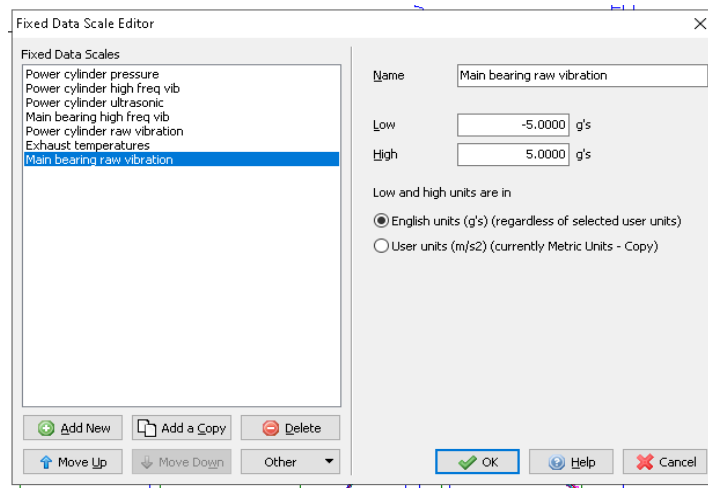 Fixed Data Scale Editor
Fixed Data Scales
Power cylinder pressure
Power cylinder high freq vib
Power cylinder ultrasonic
Main bearing high freq vib
Power cylinder raw vibration
Exhaust temperatures
Main bearing raw vibration
Add New
Add a Copy
Delete
Move Up
Move Down
Other
Name Main bearing raw vibration
Low -5.0000 g's
High 5.0000 g's
Low and high units are in
English units (g's) (regardless of selected user units)
User units (m/s2) (currently Metric Units - Copy)
OK
Help
Cancel